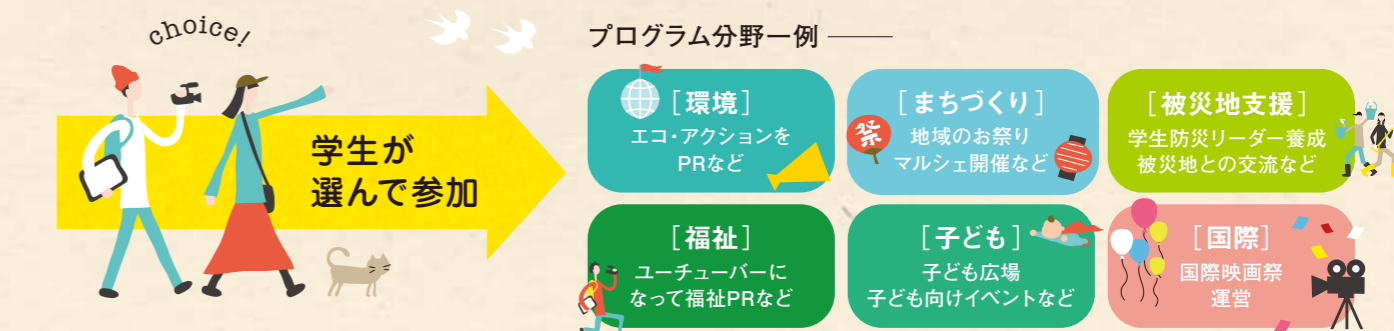 choice!
学生が
選んで参加
プログラム分野一例
［環境］
エコ・アクションを
PRなど
［まちづくり］
地域のお祭り
マルシェ開催など
祭
［被災地支援］
学生防災リーダー養成
被災地との交流など
［福祉］
ユーチューバーに
なって福祉PRなど
［子ども］
子ども広場
子ども向けイベントなど
［国際］
国際映画祭
運営